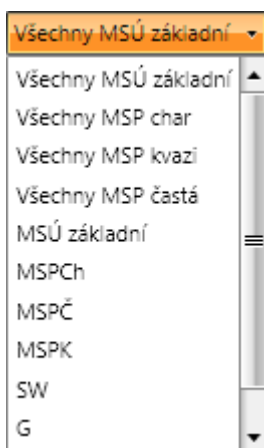 Všechny MSÚ základní
Všechny MSÚ základní
Všechny MSP char
Všechny MSP kvazi
Všechny MSP častá
MSÚ základní
MSPCh
MSPČ
MSPK
SW
G